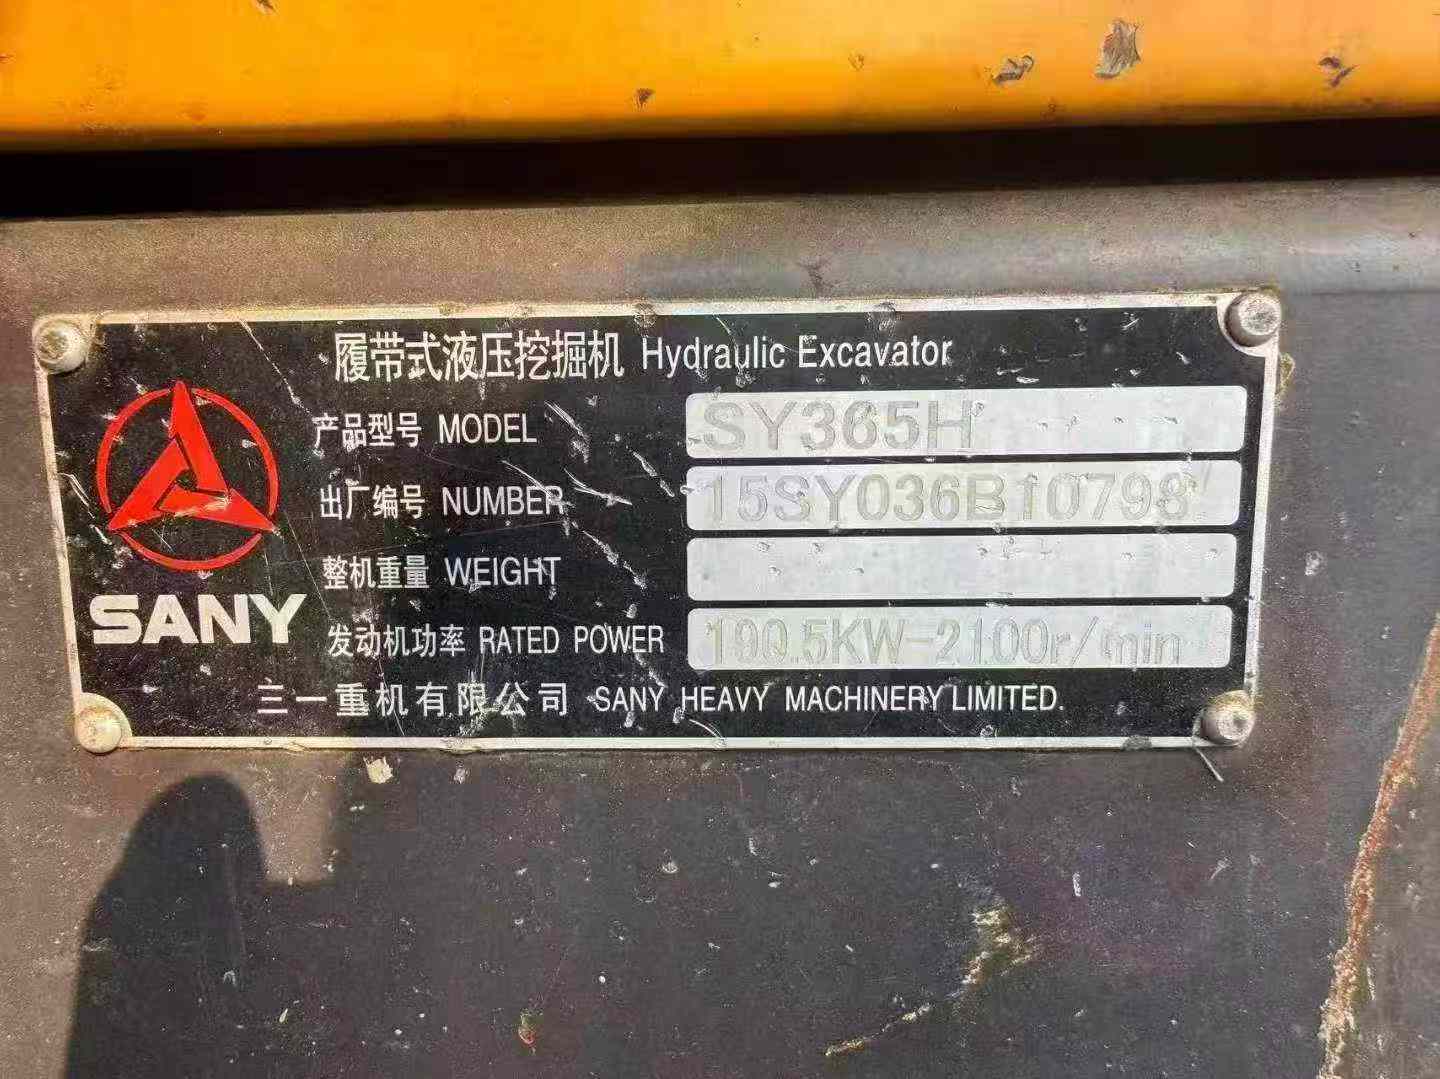 履带式液压挖掘机 Hydraulic Excavator
产品型号 MODEL SY365H
出厂编号 NUMBER 15SY036B10798
整机重量 WEIGHT
发动机功率 RATED POWER 190.5KW-2100r/min
SANY
三一重机有限公司 SANY HEAVY MACHINERY LIMITED.